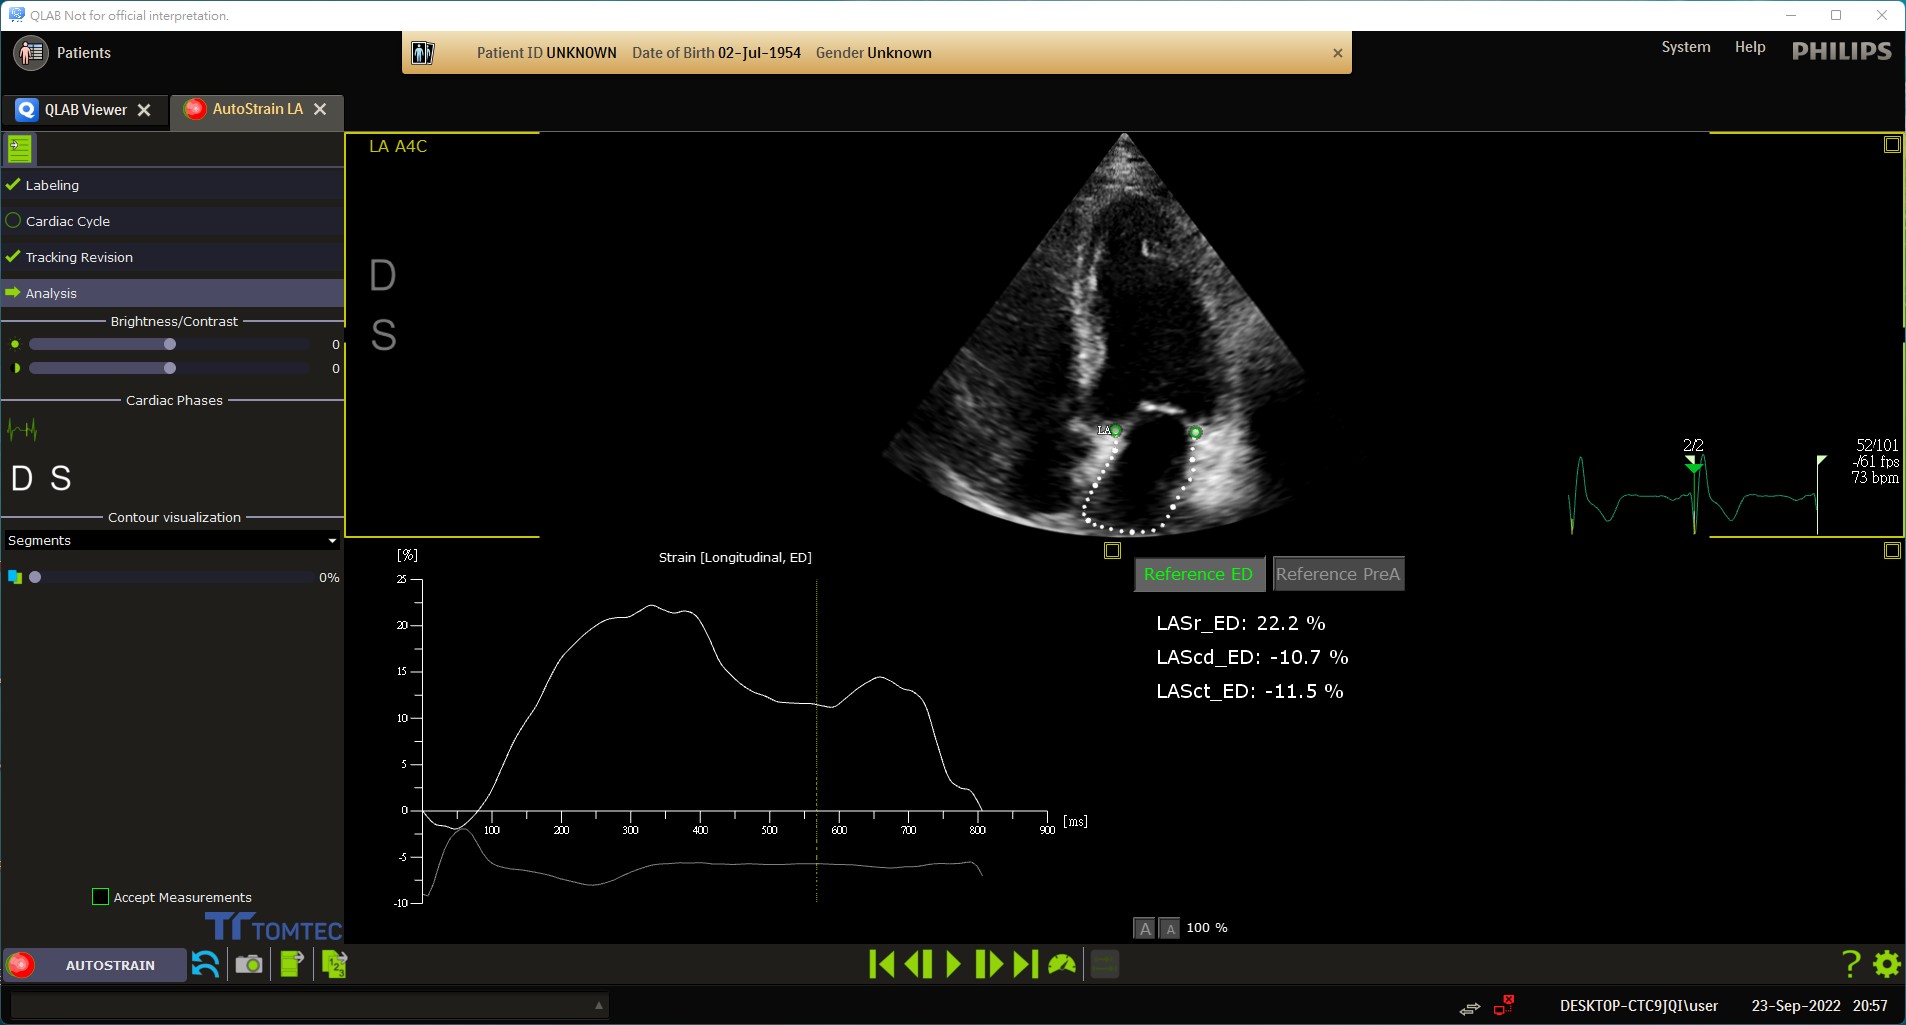 QLAB Not for official interpretation.
Patients
Patient ID UNKNOWN Date of Birth 02-Jul-1954 Gender Unknown
System Help PHILIPS
QLAB Viewer
AutoStrain LA
Labeling
Cardiac Cycle
Tracking Revision
Analysis
Brightness/Contrast
0
0
Cardiac Phases
D S
Contour visualization
Segments
0%
Accept Measurements
TOMTEC
LA A4C
D
S
LA
2/2
52/101
-/61 fps
73 bpm
[%]
Strain [Longitudinal, ED]
25
20
15
10
5
0
-5
-10
100 200 300 400 500 600 700 800 900 [ms]
Reference ED Reference PreA
LASr_ED: 22.2 %
LAScd_ED: -10.7 %
LASct_ED: -11.5 %
A A 100 %
AUTOSTRAIN
1 2 3
?
DESKTOP-CTC9JQI\user 23-Sep-2022 20:57